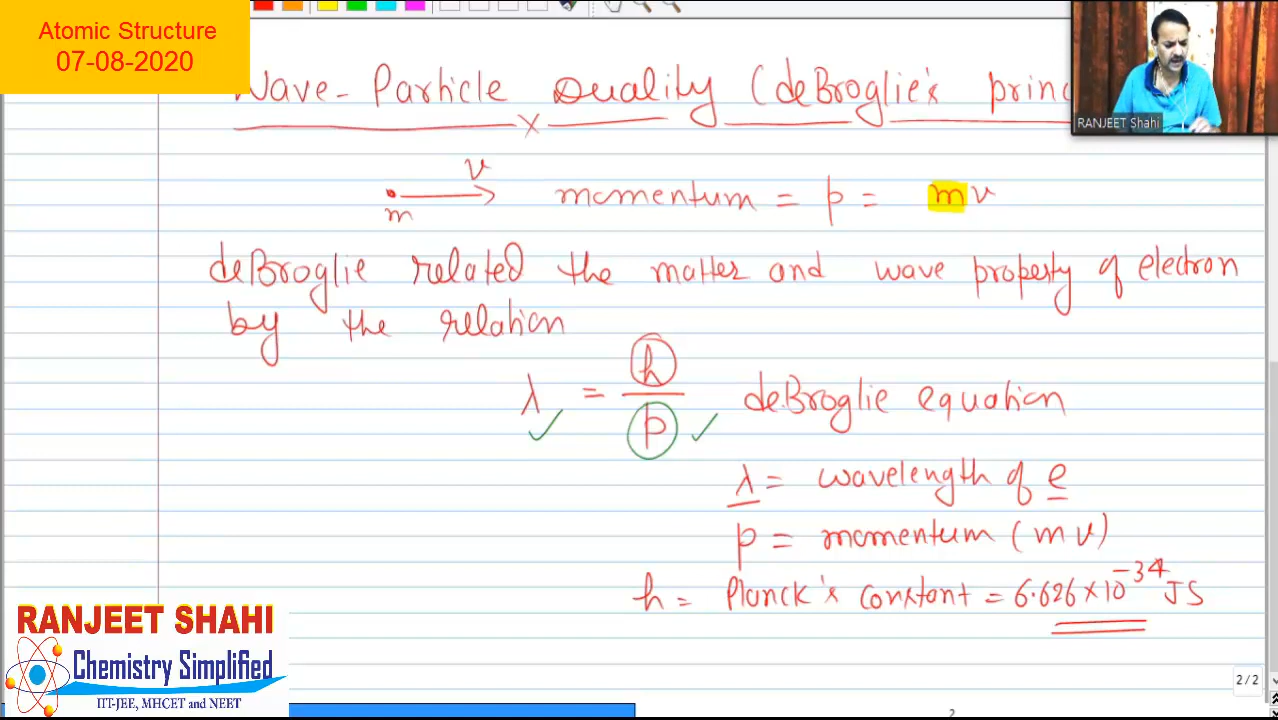 Atomic Structure
07-08-2020
Wave-Particle Duality (deBroglie's princ
RANJEET Shahi
v
m
momentum = p = mv
deBroglie related the matter and wave property of electron
by the relation
λ = h/p deBroglie equation
λ = wavelength of e
p = momentum (mv)
h = Planck's constant = 6.626×10⁻³⁴ JS
RANJEET SHAHI
Chemistry Simplified
IIT-JEE, MHCET and NEET
2/2
2